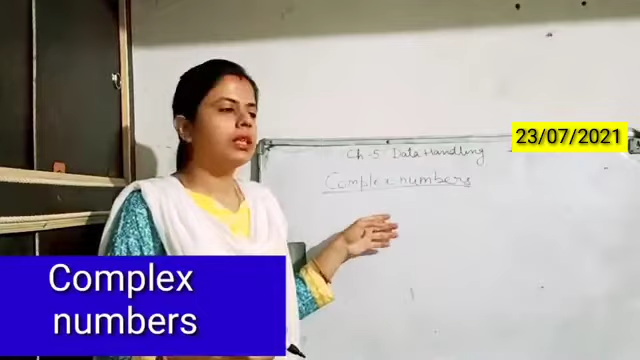 23/07/2021
Ch-5 Data Handling
Complex numbers
Complex
numbers